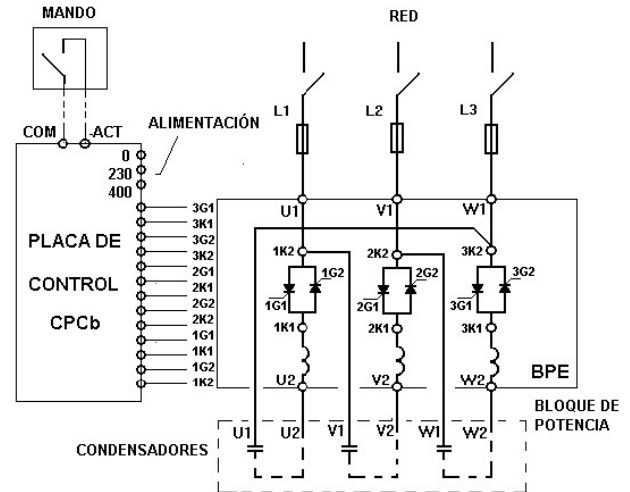 MANDO
RED
COM
-ACT
ALIMENTACIÓN
0
230
400
L1
L2
L3
PLACA DE
CONTROL
CPCb
3G1
3K1
3G2
3K2
2G1
2K1
2G2
2K2
1G1
1K1
1G2
1K2
U1
V1
W1
1K2
2K2
3K2
1G2
2G2
3G2
1G1
2G1
3G1
1K1
2K1
3K1
U2
V2
W2
BPE
BLOQUE DE
POTENCIA
CONDENSADORES
U1
U2
V1
V2
W1
W2